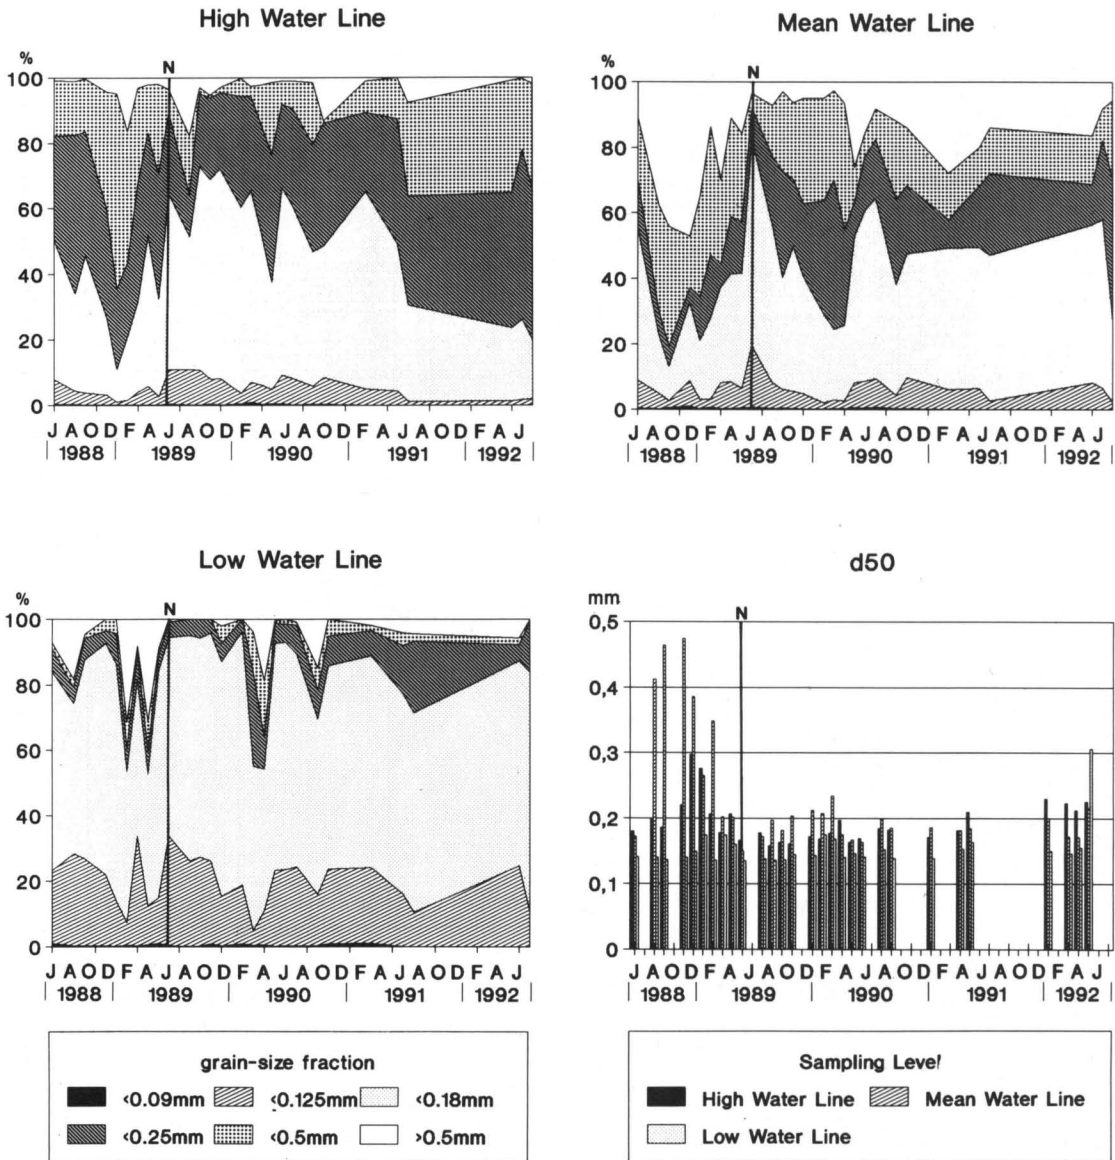 High Water Line
%
N
100
80
60
40
20
0
J A O D F A J A O D F A J A O D F A J A O D F A J
1988 1989 1990 1991 1992
Mean Water Line
%
N
100
80
60
40
20
0
J A O D F A J A O D F A J A O D F A J A O D F A J
1988 1989 1990 1991 1992
Low Water Line
%
N
100
80
60
40
20
0
J A O D F A J A O D F A J A O D F A J A O D F A J
1988 1989 1990 1991 1992
d50
mm
N
0,5
0,4
0,3
0,2
0,1
0
J A O D F A J A O D F A J A O D F A J A O D F A J
1988 1989 1990 1991 1992
grain-size fraction
<0.09mm <0.125mm <0.18mm
<0.25mm <0.5mm >0.5mm
Sampling Level
High Water Line Mean Water Line
Low Water Line